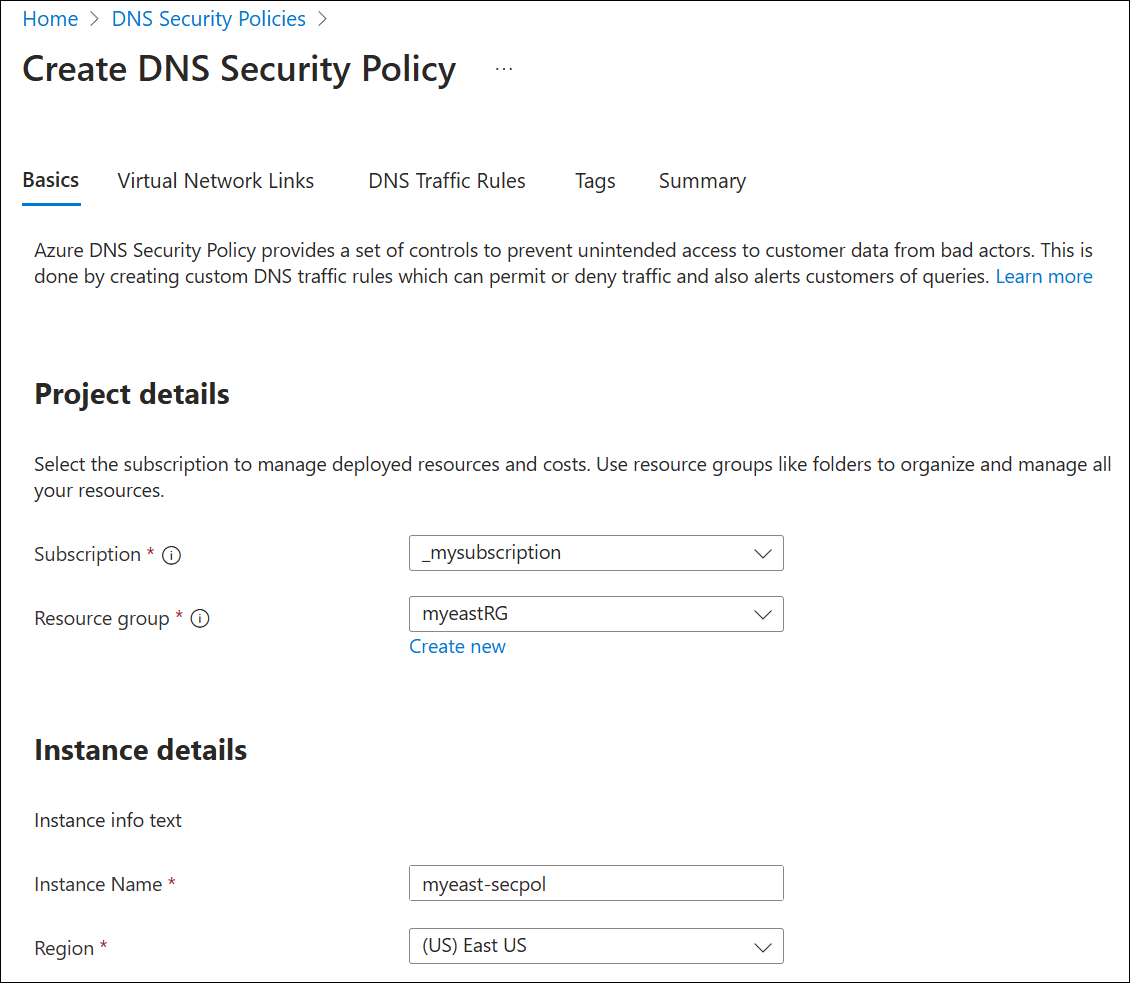 Home > DNS Security Policies >
Create DNS Security Policy ...
Basics Virtual Network Links DNS Traffic Rules Tags Summary
Azure DNS Security Policy provides a set of controls to prevent unintended access to customer data from bad actors. This is
done by creating custom DNS traffic rules which can permit or deny traffic and also alerts customers of queries. Learn more
Project details
Select the subscription to manage deployed resources and costs. Use resource groups like folders to organize and manage all
your resources.
Subscription * _mysubscription
Resource group * myeastRG
Create new
Instance details
Instance info text
Instance Name * myeast-secpol
Region * (US) East US